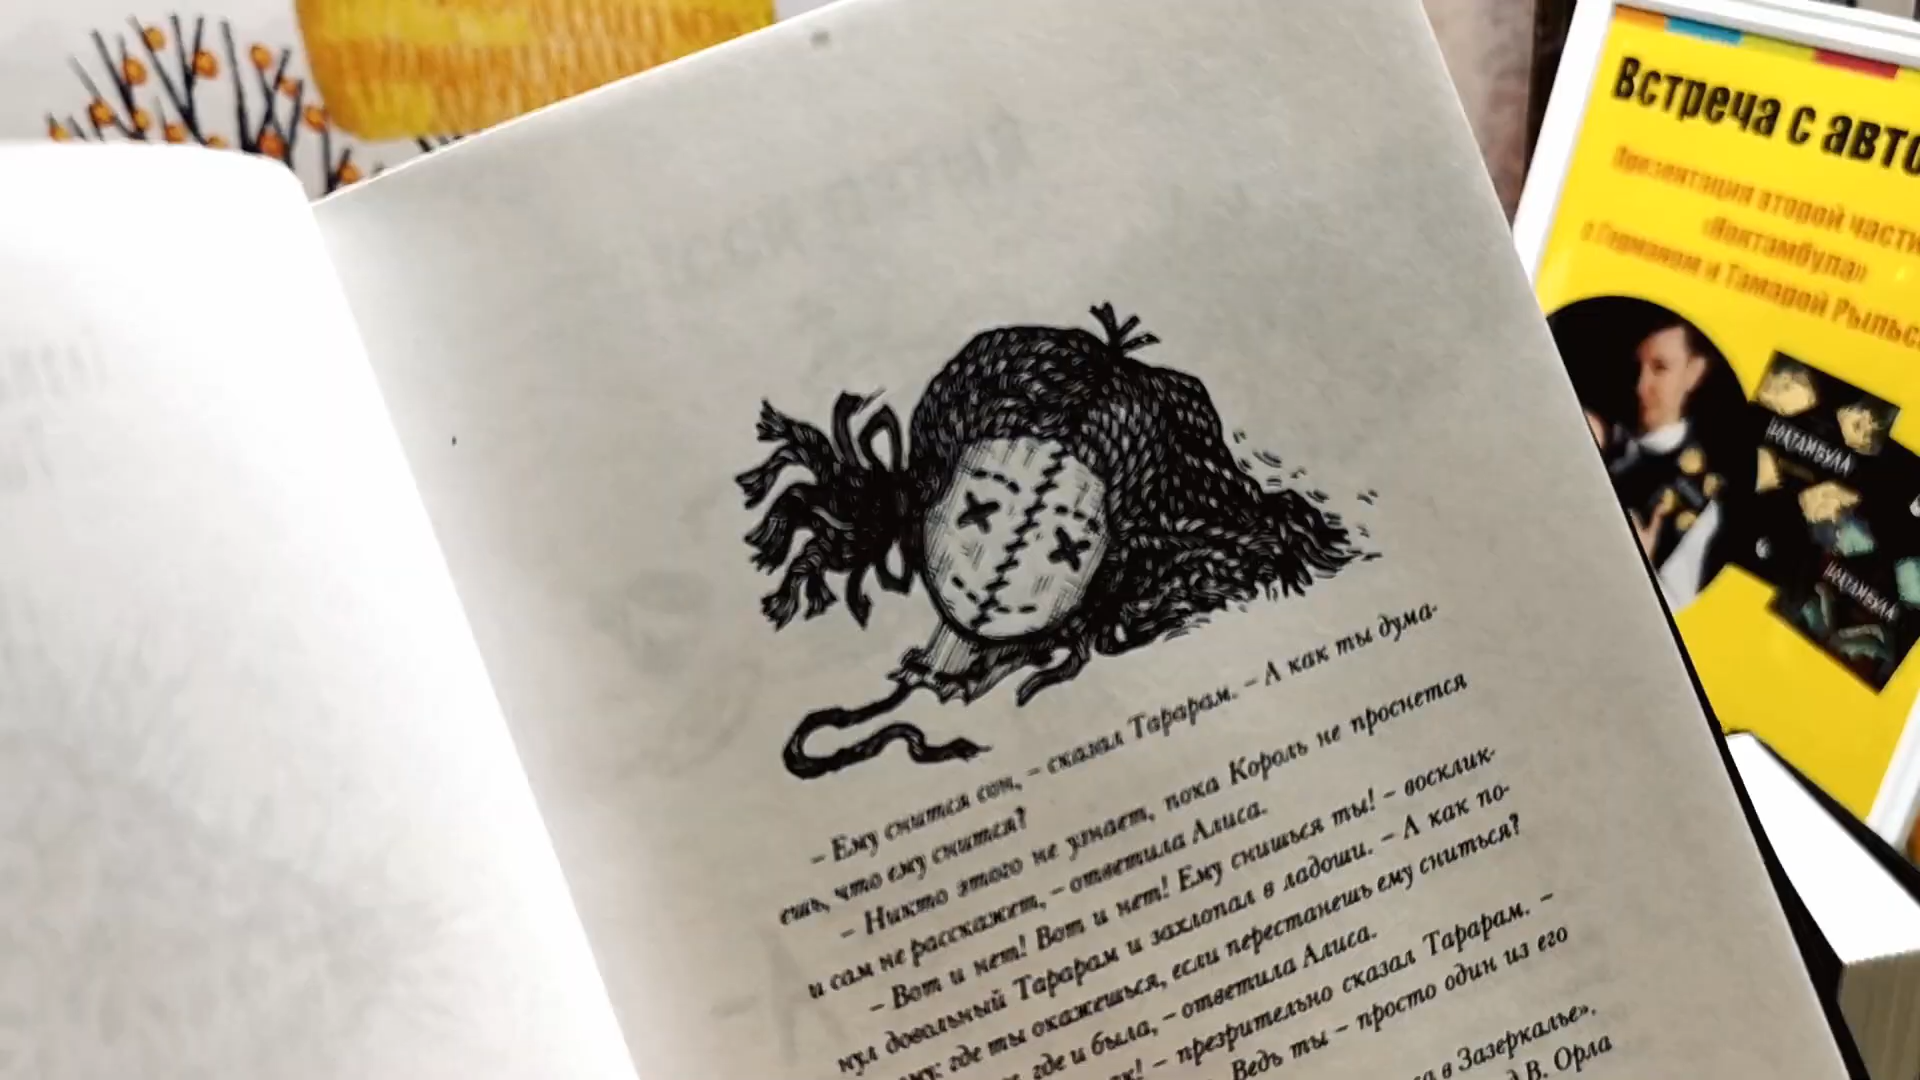 – Ему снится сон, – сказал Тарарам. – А как ты дума-
ешь, что ему снится?
– Никто этого не узнает, пока Король не проснется
и сам не расскажет, – ответила Алиса.
– Вот и нет! Вот и нет! Ему снишься ты! – восклик-
нул довольный Тарарам и захлопал в ладоши. – А как по-
где ты окажешься, если перестанешь ему сниться?
где и была, – ответила Алиса.
– презрительно сказал Тарарам. –
Ведь ты – просто один из его
в Зазеркалье».
В. Орла
Встреча с авто
Презентация второй части
«Ноктамбула»
с Германом и Тамарой Рыльс
НОКТАМБУЛА
НОКТАМБУЛА